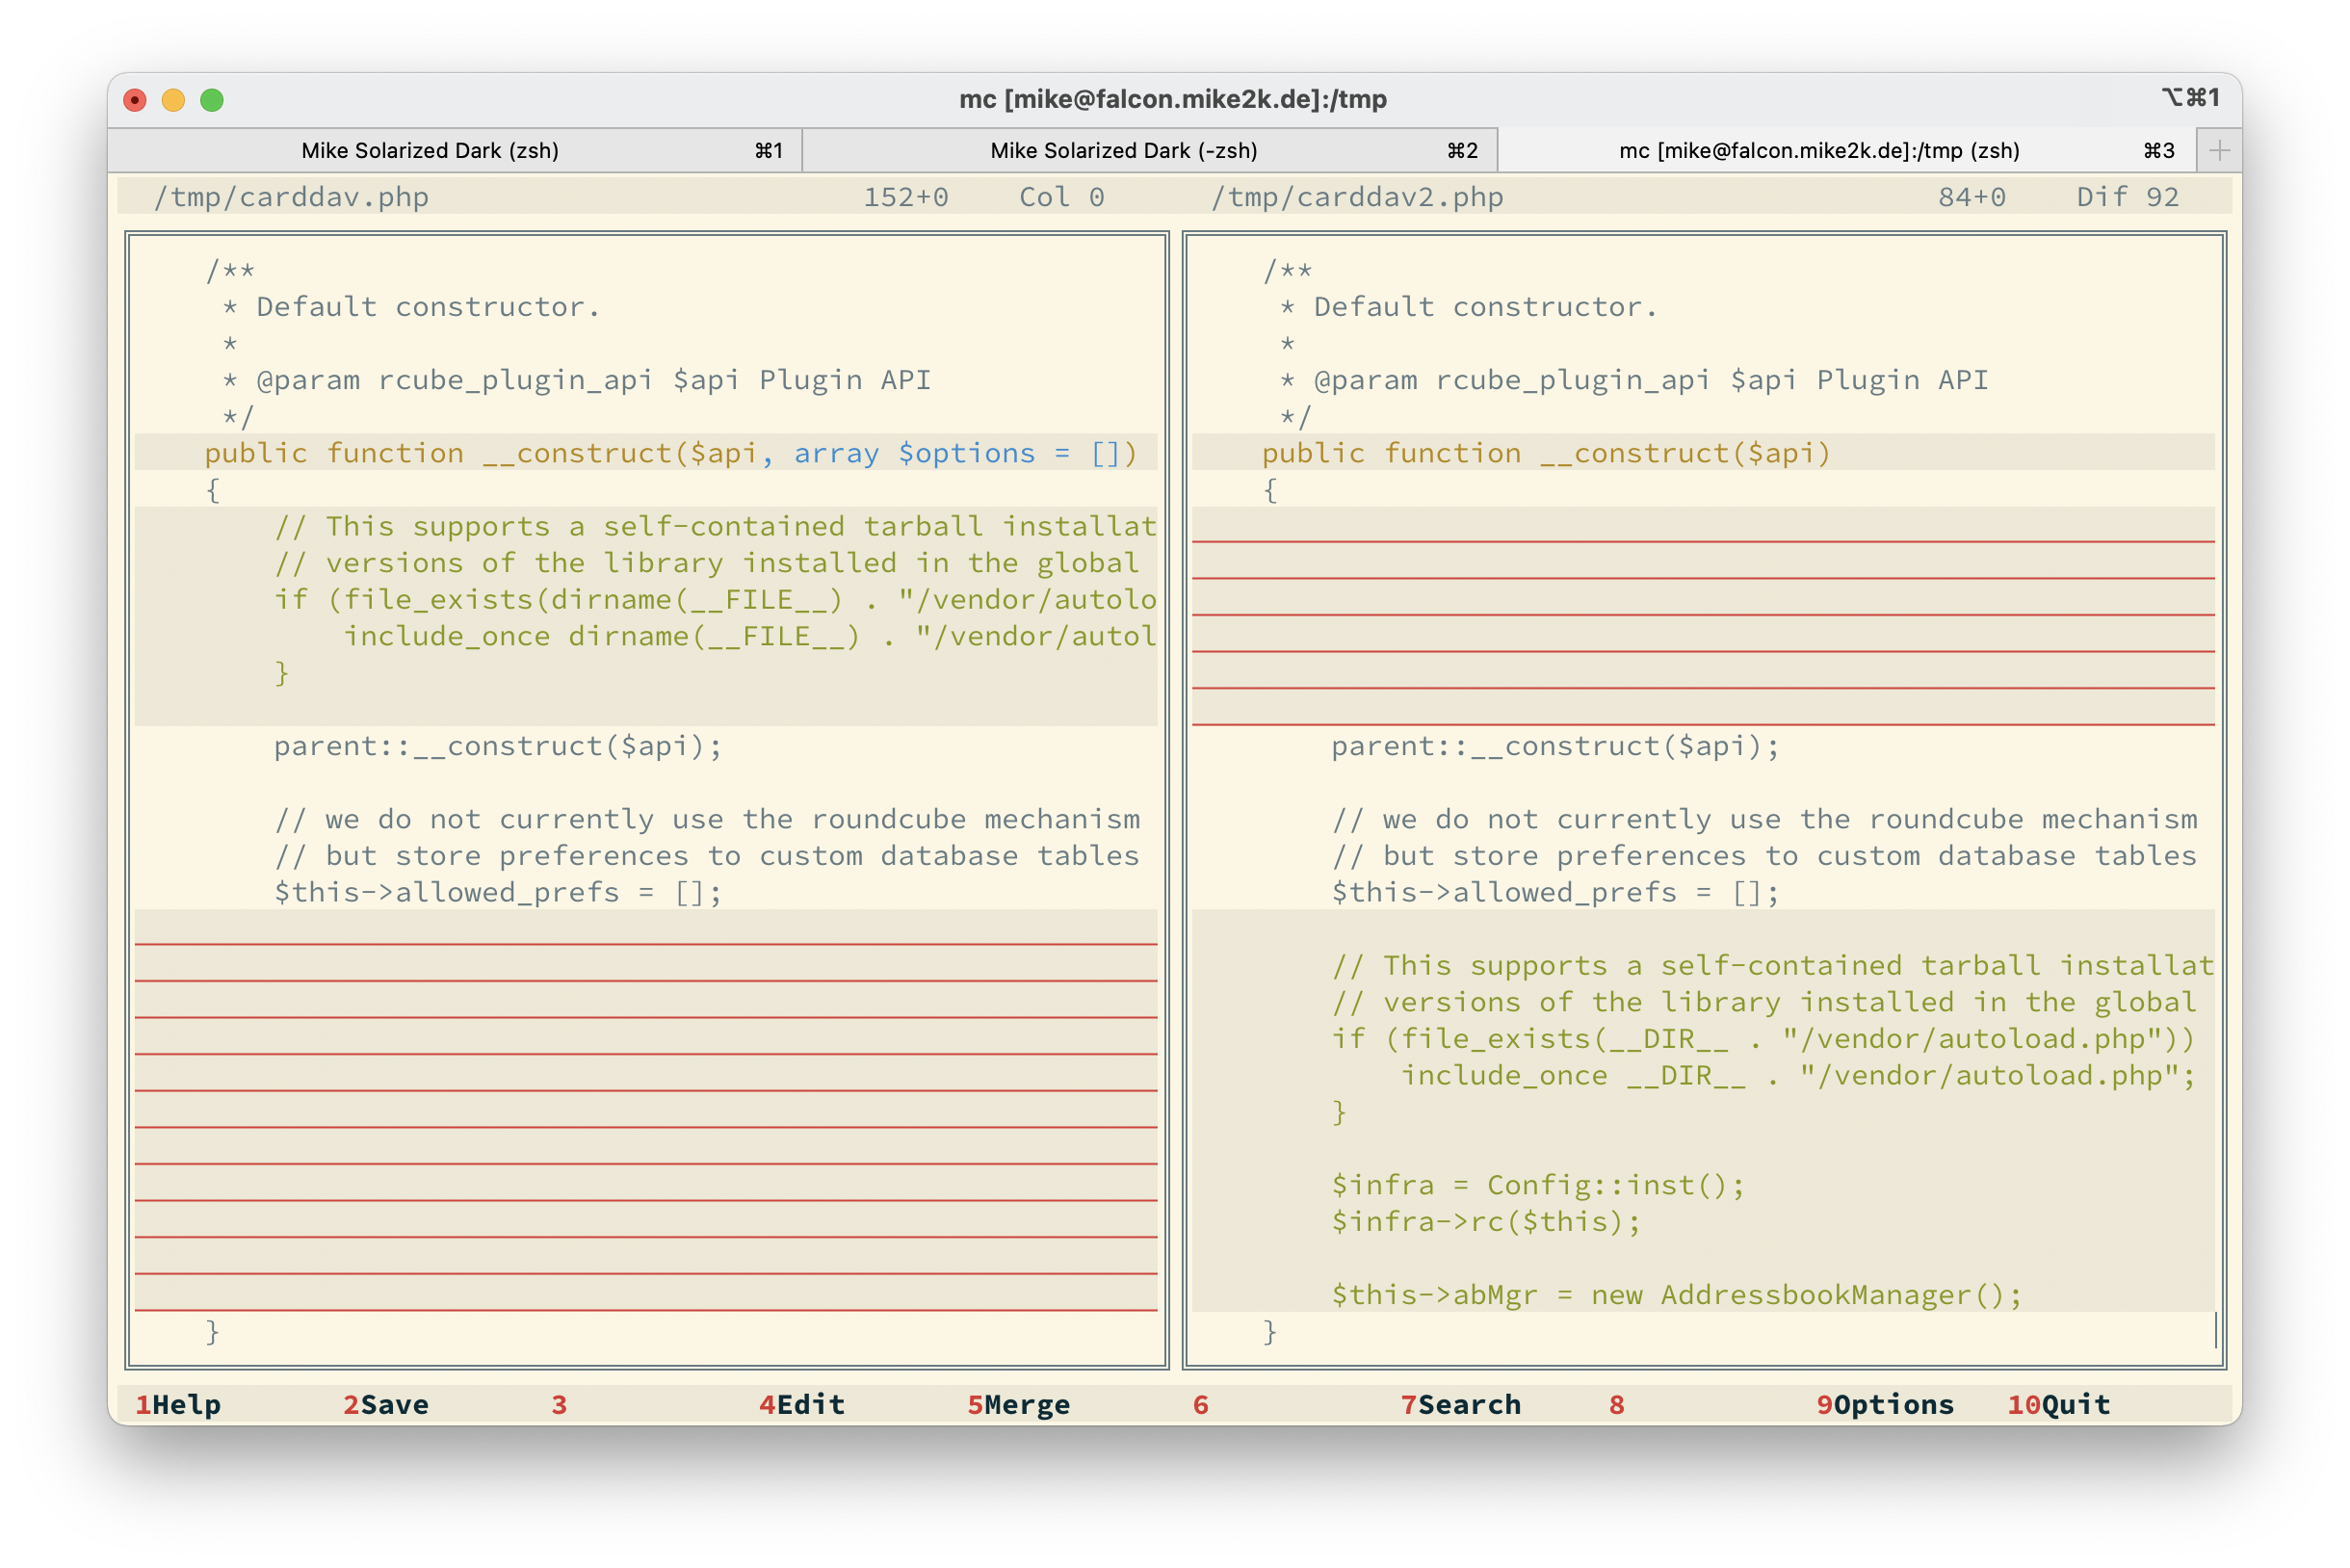 mc [mike@falcon.mike2k.de]:/tmp ⌥⌘1
Mike Solarized Dark (zsh) ⌘1 Mike Solarized Dark (-zsh) ⌘2 mc [mike@falcon.mike2k.de]:/tmp (zsh) ⌘3
/tmp/carddav.php 152+0 Col 0
/**
 * Default constructor.
 *
 * @param rcube_plugin_api $api Plugin API
 */
public function __construct($api, array $options = [])
{
    // This supports a self-contained tarball installat
    // versions of the library installed in the global
    if (file_exists(dirname(__FILE__) . "/vendor/autolo
        include_once dirname(__FILE__) . "/vendor/autol
    }
    parent::__construct($api);
    // we do not currently use the roundcube mechanism
    // but store preferences to custom database tables
    $this->allowed_prefs = [];
}
/tmp/carddav2.php 84+0 Dif 92
/**
 * Default constructor.
 *
 * @param rcube_plugin_api $api Plugin API
 */
public function __construct($api)
{
    parent::__construct($api);
    // we do not currently use the roundcube mechanism
    // but store preferences to custom database tables
    $this->allowed_prefs = [];
    // This supports a self-contained tarball installat
    // versions of the library installed in the global
    if (file_exists(__DIR__ . "/vendor/autoload.php"))
        include_once __DIR__ . "/vendor/autoload.php";
    }
    $infra = Config::inst();
    $infra->rc($this);
    $this->abMgr = new AddressbookManager();
}
1Help 2Save 3 4Edit 5Merge 6 7Search 8 9Options 10Quit